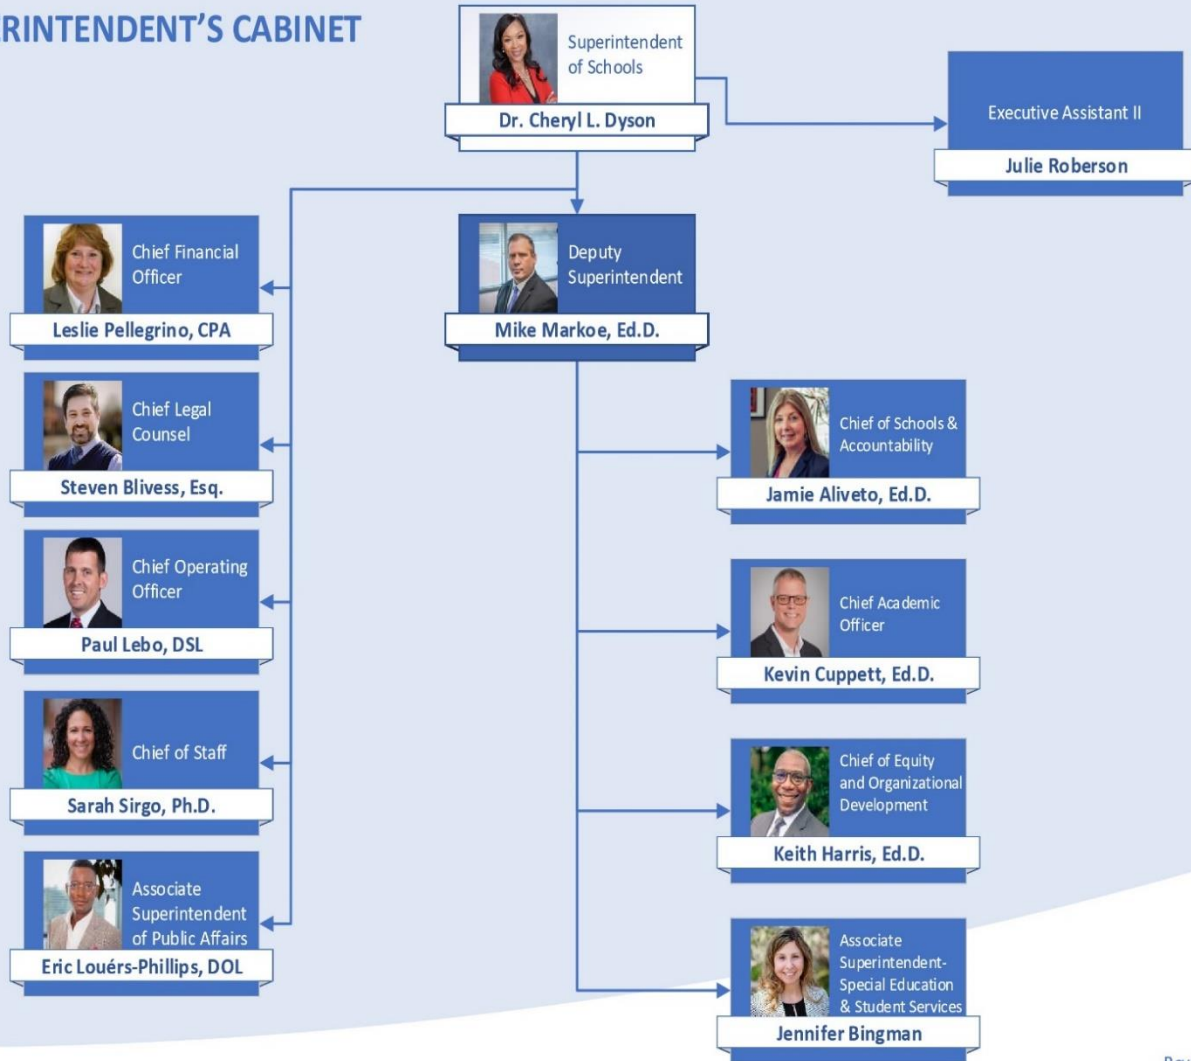 ERINTENDENT'S CABINET
Superintendent
of Schools
Dr. Cheryl L. Dyson
Executive Assistant II
Julie Roberson
Chief Financial
Officer
Leslie Pellegrino, CPA
Deputy
Superintendent
Mike Markoe, Ed.D.
Chief Legal
Counsel
Steven Blivess, Esq.
Chief Operating
Officer
Paul Lebo, DSL
Chief of Staff
Sarah Sirgo, Ph.D.
Associate
Superintendent
of Public Affairs
Eric Louérs-Phillips, DOL
Chief of Schools &
Accountability
Jamie Aliveto, Ed.D.
Chief Academic
Officer
Kevin Cuppett, Ed.D.
Chief of Equity
and Organizational
Development
Keith Harris, Ed.D.
Associate
Superintendent-
Special Education
& Student Services
Jennifer Bingman